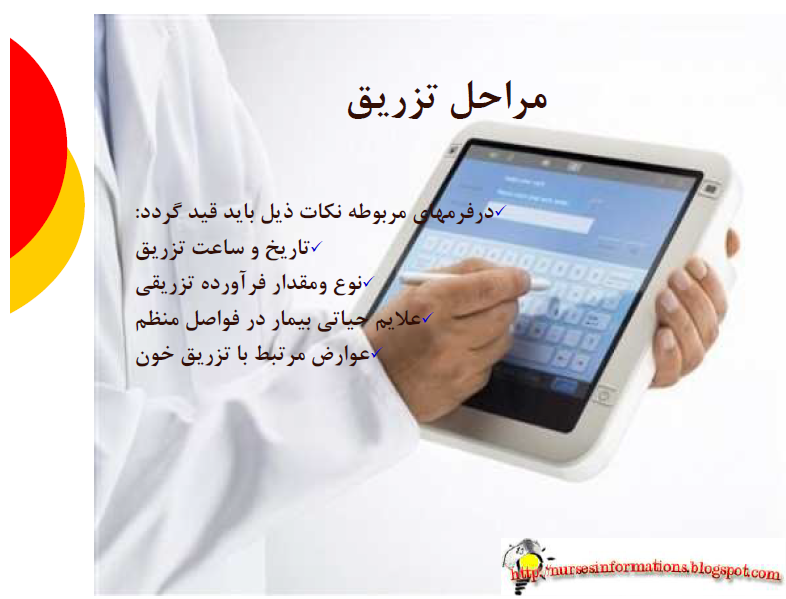 مراحل تزریق
✓درفرمهای مربوطه نکات ذیل باید قید گردد:
✓تاریخ و ساعت تزریق
✓نوع ومقدار فرآورده تزریقی
✓علایم حیاتی بیمار در فواصل منظم
✓عوارض مرتبط با تزریق خون
http://nursesinformations.blogspot.com